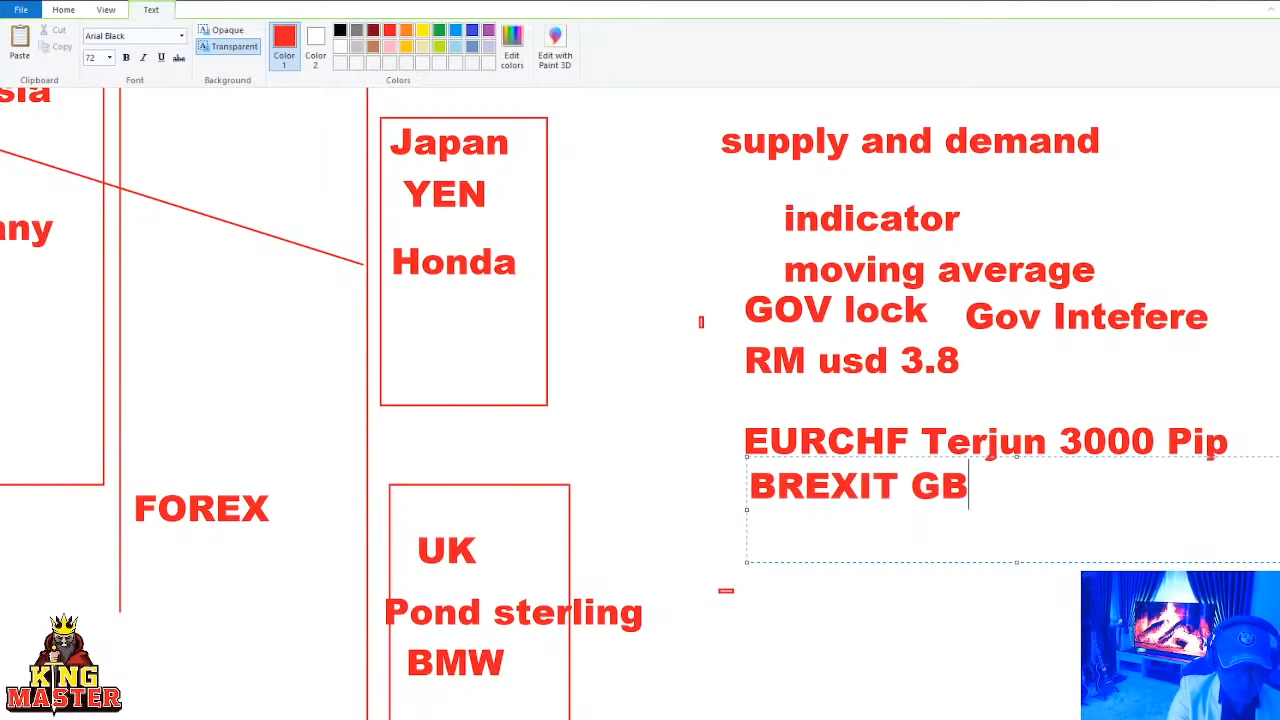 File Home View Text
Paste
Cut
Copy
Clipboard
Arial Black
72
B I U abc
Font
Opaque
Transparent
Background
Color 1
Color 2
Edit colors
Colors
Edit with Paint 3D
sia
any
FOREX
Japan
YEN
Honda
UK
Pond sterling
BMW
supply and demand
indicator
moving average
GOV lock
Gov Intefere
RM usd 3.8
EURCHF Terjun 3000 Pip
BREXIT GB
KING
MASTER